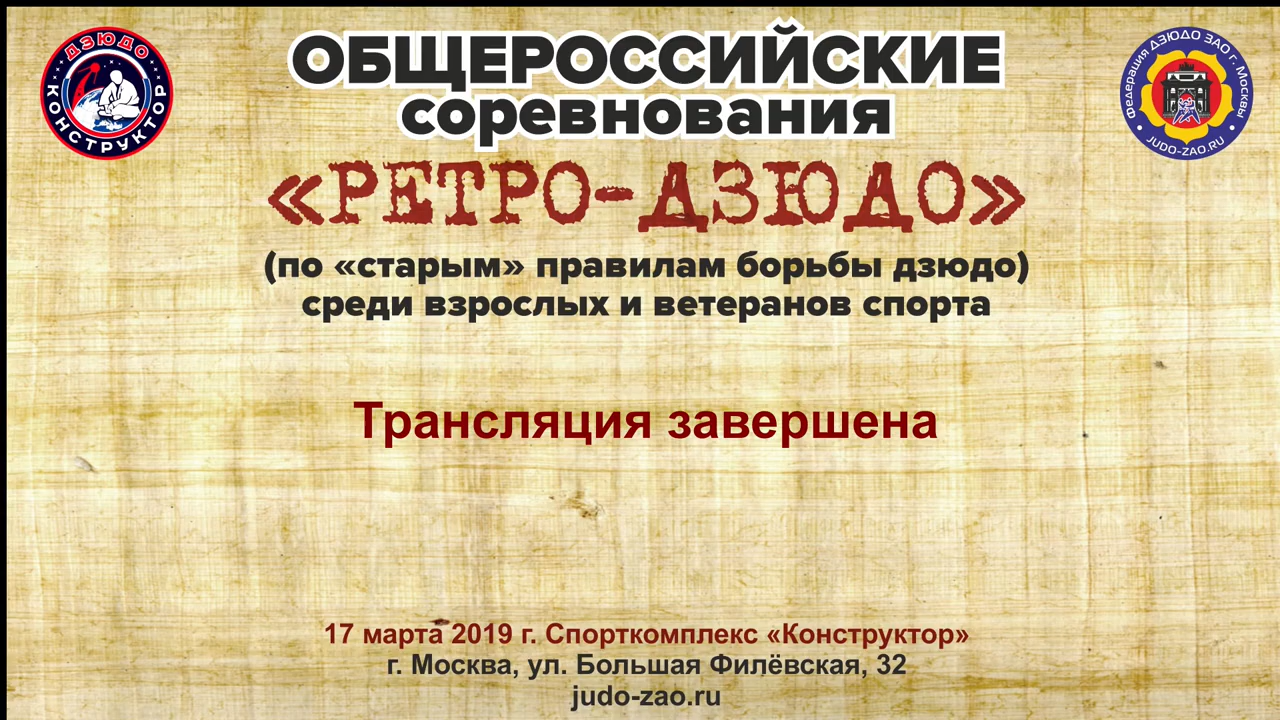 ДЗЮДО
КОНСТРУКТОР
ОБЩЕРОССИЙСКИЕ
соревнования
«РЕТРО-ДЗЮДО»
(по «старым» правилам борьбы дзюдо)
среди взрослых и ветеранов спорта
Федерация ДЗЮДО ЗАО г. Москвы
JUDO-ZAO.RU
Трансляция завершена
17 марта 2019 г. Спорткомплекс «Конструктор»
г. Москва, ул. Большая Филёвская, 32
judo-zao.ru